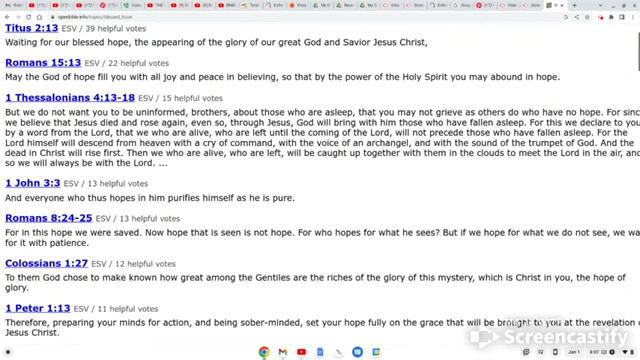 openbible.info/topics/blessed_hope
Titus 2:13 ESV / 39 helpful votes
Waiting for our blessed hope, the appearing of the glory of our great God and Savior Jesus Christ,
Romans 15:13 ESV / 22 helpful votes
May the God of hope fill you with all joy and peace in believing, so that by the power of the Holy Spirit you may abound in hope.
1 Thessalonians 4:13-18 ESV / 15 helpful votes
But we do not want you to be uninformed, brothers, about those who are asleep, that you may not grieve as others do who have no hope. For sinc
we believe that Jesus died and rose again, even so, through Jesus, God will bring with him those who have fallen asleep. For this we declare to you
by a word from the Lord, that we who are alive, who are left until the coming of the Lord, will not precede those who have fallen asleep. For the
Lord himself will descend from heaven with a cry of command, with the voice of an archangel, and with the sound of the trumpet of God. And
the dead in Christ will rise first. Then we who are alive, who are left, will be caught up together with them in the clouds to meet the Lord in the air, and
so we will always be with the Lord. ...
1 John 3:3 ESV / 13 helpful votes
And everyone who thus hopes in him purifies himself as he is pure.
Romans 8:24-25 ESV / 13 helpful votes
For in this hope we were saved. Now hope that is seen is not hope. For who hopes for what he sees? But if we hope for what we do not see, we wa
for it with patience.
Colossians 1:27 ESV / 12 helpful votes
To them God chose to make known how great among the Gentiles are the riches of the glory of this mystery, which is Christ in you, the hope of
glory.
1 Peter 1:13 ESV / 11 helpful votes
Therefore, preparing your minds for action, and being sober-minded, set your hope fully on the grace that will be brought to you at the revelation o
Jesus Christ.
Screencastify
Jan 1 8:07